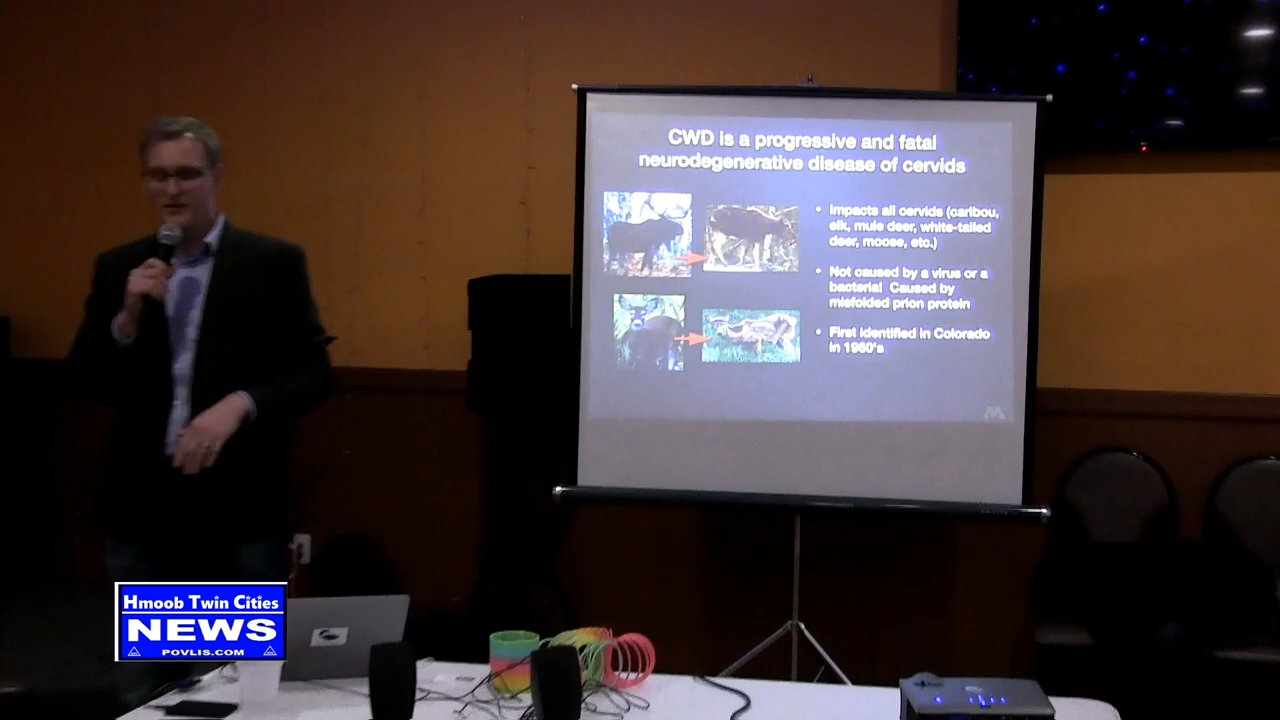 CWD is a progressive and fatal
neurodegenerative disease of cervids
• Impacts all cervids (caribou,
elk, mule deer, white-tailed
deer, moose, etc.)
• Not caused by a virus or a
bacteria! Caused by
misfolded prion protein
• First identified in Colorado
in 1960's
M
Hmoob Twin Cities
NEWS
POVLIS.COM